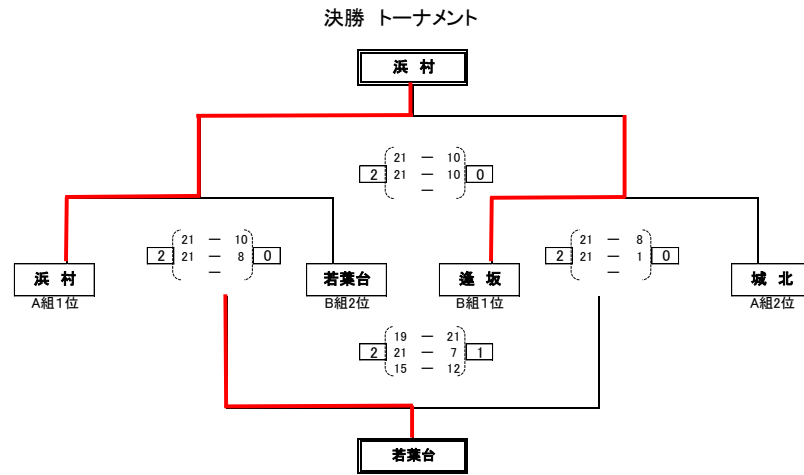 決勝 トーナメント
浜 村
21 － 10
2 21 － 10 0
－
21 － 10
2 21 － 8 0
－
21 － 8
2 21 － 1 0
－
浜 村
若葉台
逢 坂
城 北
A組1位
B組2位
B組1位
A組2位
19 － 21
2 21 － 7 1
15 － 12
若葉台